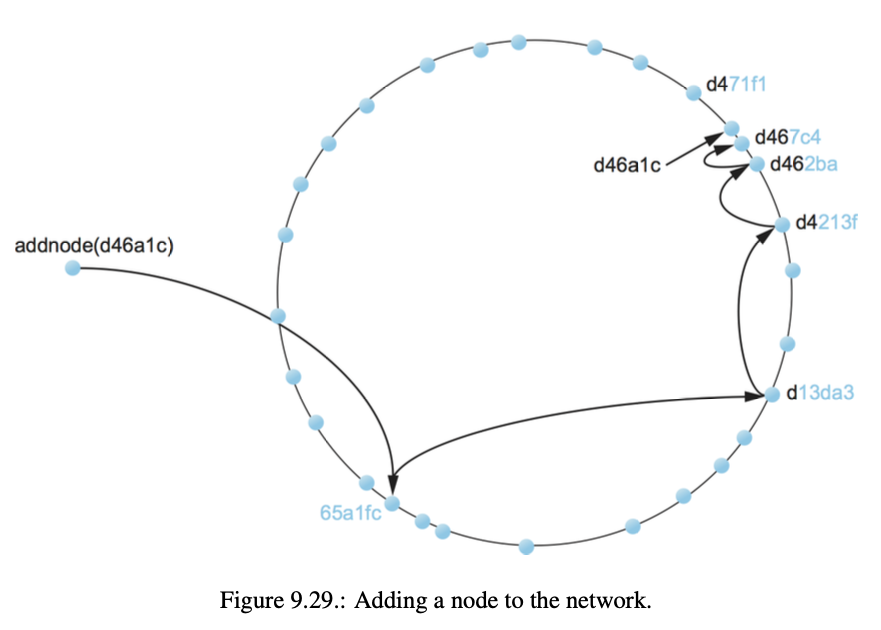 d471f1
d467c4
d46a1c
d462ba
d4213f
addnode(d46a1c)
d13da3
65a1fc
Figure 9.29.: Adding a node to the network.